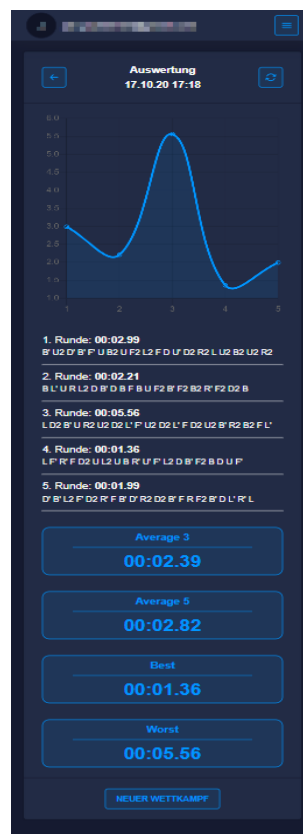 Auswertung
17.10.20 17:18
6.0
5.5
5.0
4.5
4.0
3.5
3.0
2.5
2.0
1.5
1.0
1 2 3 4 5
1. Runde: 00:02.99
B' U2 D' B' F' U B2 U F2 L2 F D U' D2 R2 L U2 B2 U2 R2
2. Runde: 00:02.21
B L' U R L2 D B' D B F B U F2 B' F2 B2 R' F2 D2 B
3. Runde: 00:05.56
L D2 B' U R2 U2 D2 L' F' U2 D2 L' F D2 U2 B' R2 B2 F L'
4. Runde: 00:01.36
L F' R' F D2 U L2 U B R' U' F' L2 D B' F2 B D U F'
5. Runde: 00:01.99
D' B' L2 F' D2 R' F B' D' R2 D2 B' F R F2 B' D L' R' L
Average 3
00:02.39
Average 5
00:02.82
Best
00:01.36
Worst
00:05.56
NEUER WETTKAMPF